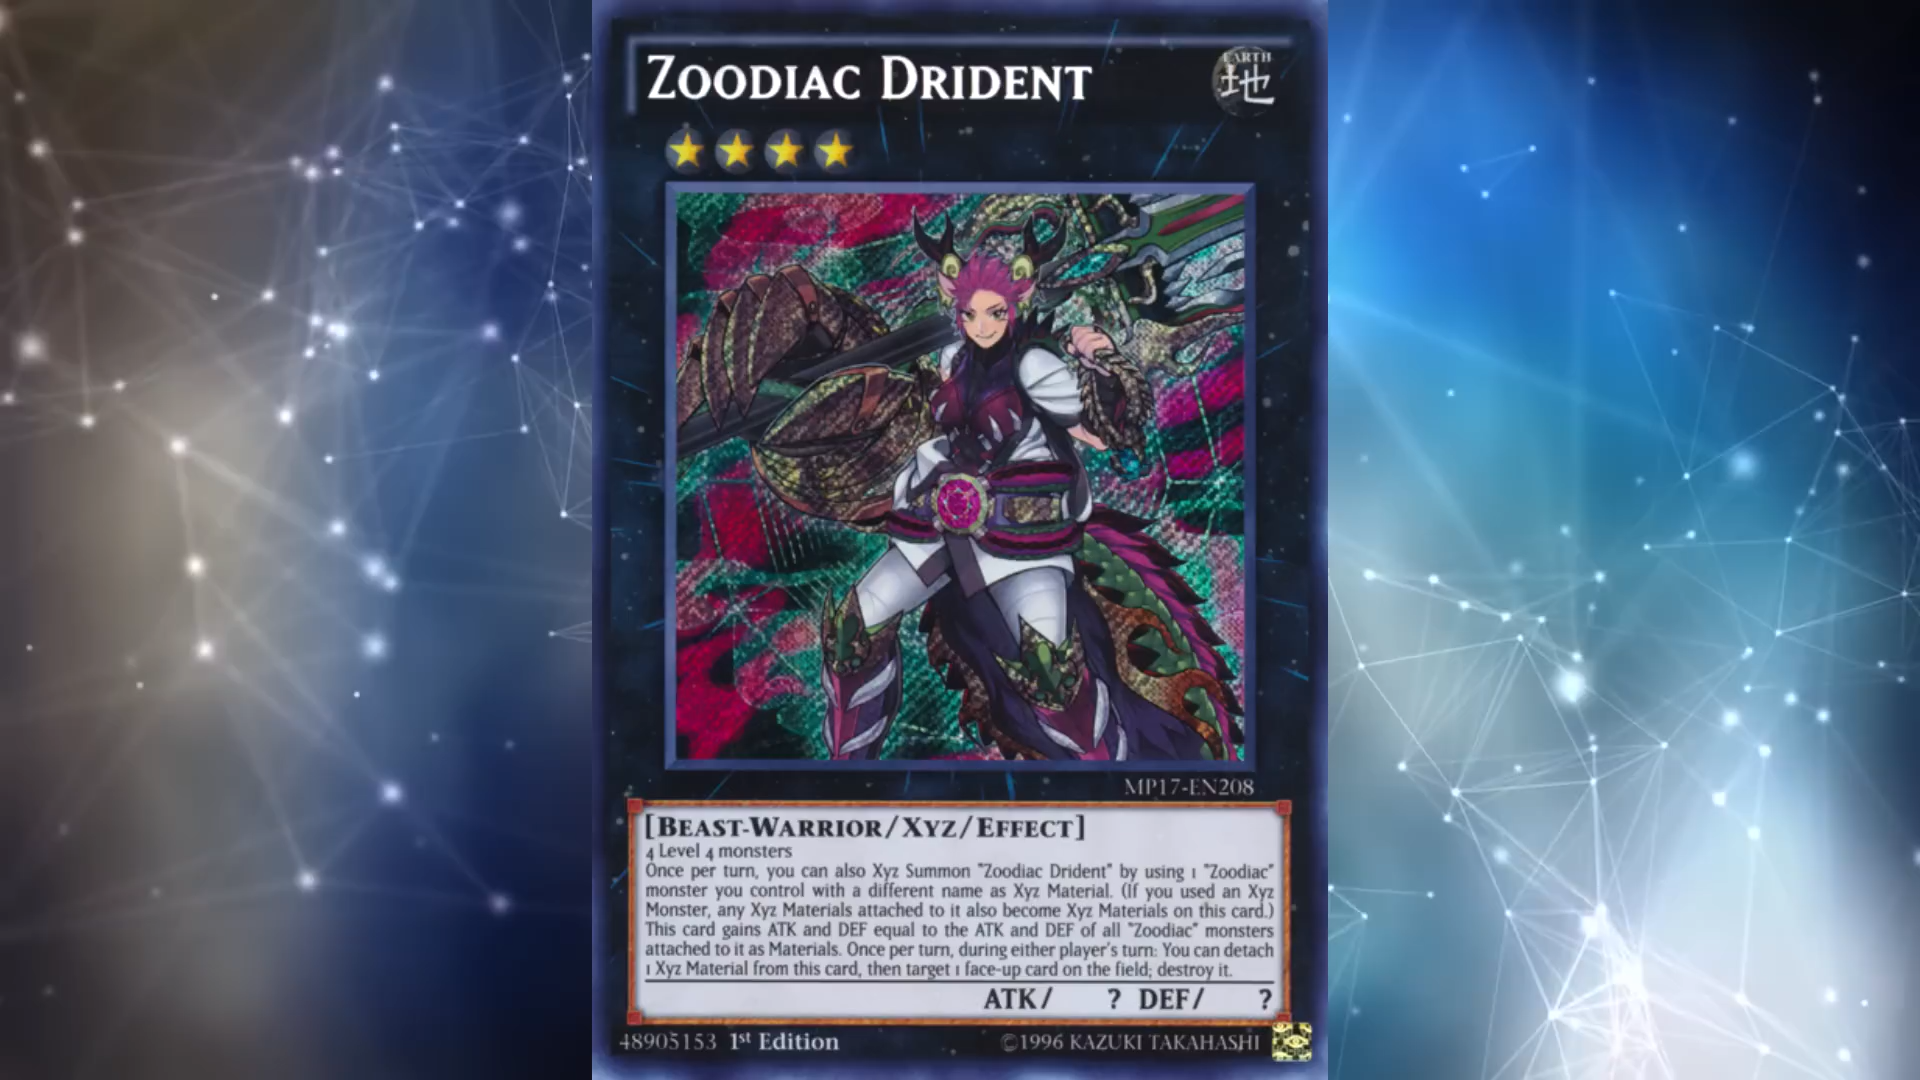 ZOODIAC DRIDENT
EARTH
地
MP17-EN208
[BEAST-WARRIOR/XYZ/EFFECT]
4 Level 4 monsters
Once per turn, you can also Xyz Summon "Zoodiac Drident" by using 1 "Zoodiac"
monster you control with a different name as Xyz Material. (If you used an Xyz
Monster, any Xyz Materials attached to it also become Xyz Materials on this card.)
This card gains ATK and DEF equal to the ATK and DEF of all "Zoodiac" monsters
attached to it as Materials. Once per turn, during either player's turn: You can detach
1 Xyz Material from this card, then target 1 face-up card on the field; destroy it.
ATK/ ? DEF/ ?
48905153 1st Edition ©1996 KAZUKI TAKAHASHI